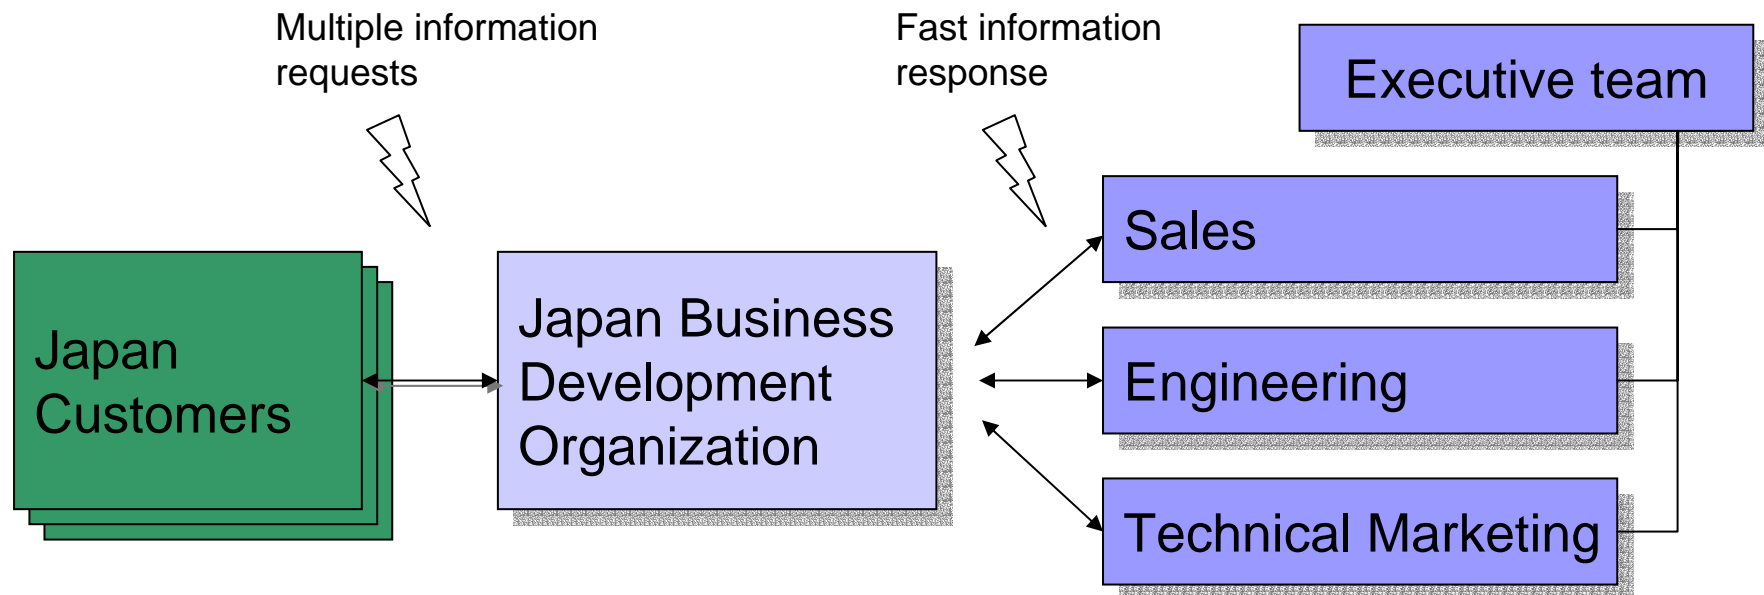 Multiple information
requests
Fast information
response
Executive team
Sales
Japan
Customers
Japan Business
Development
Organization
Engineering
Technical Marketing